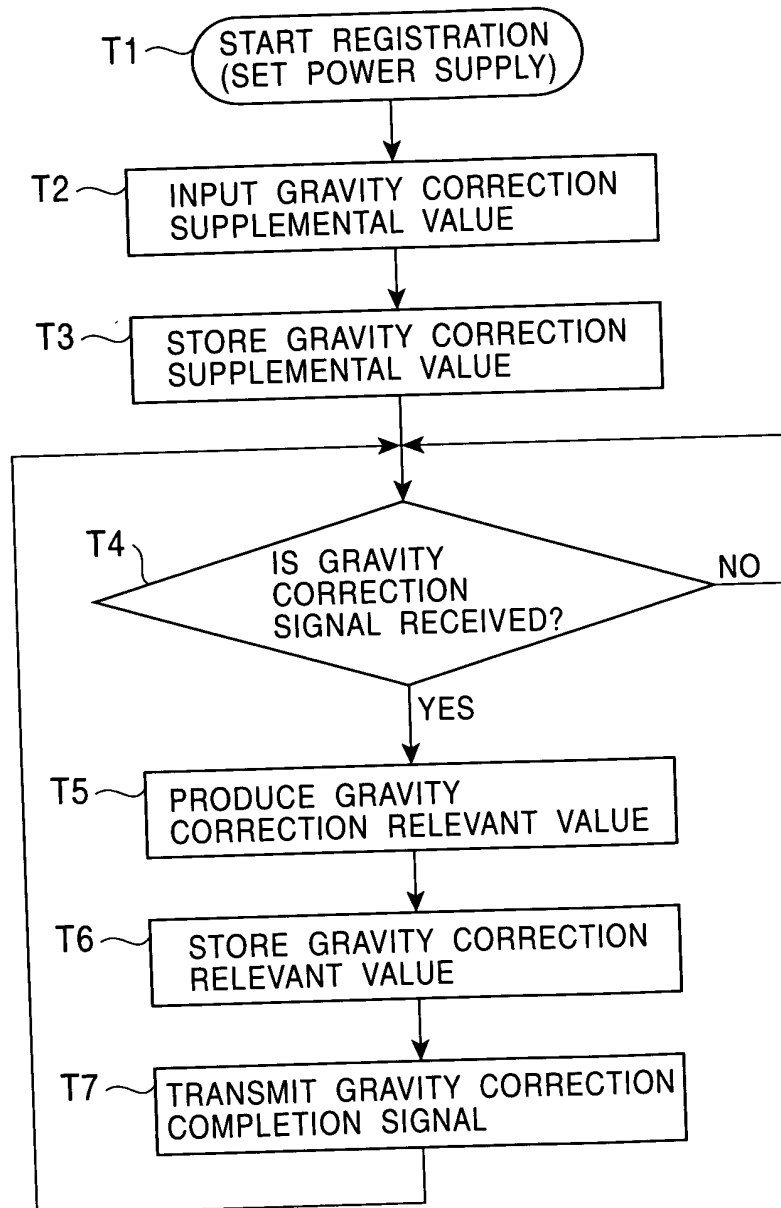 T1
START REGISTRATION
(SET POWER SUPPLY)
T2
INPUT GRAVITY CORRECTION
SUPPLEMENTAL VALUE
T3
STORE GRAVITY CORRECTION
SUPPLEMENTAL VALUE
T4
IS GRAVITY
CORRECTION
SIGNAL RECEIVED?
NO
YES
T5
PRODUCE GRAVITY
CORRECTION RELEVANT VALUE
T6
STORE GRAVITY CORRECTION
RELEVANT VALUE
T7
TRANSMIT GRAVITY CORRECTION
COMPLETION SIGNAL